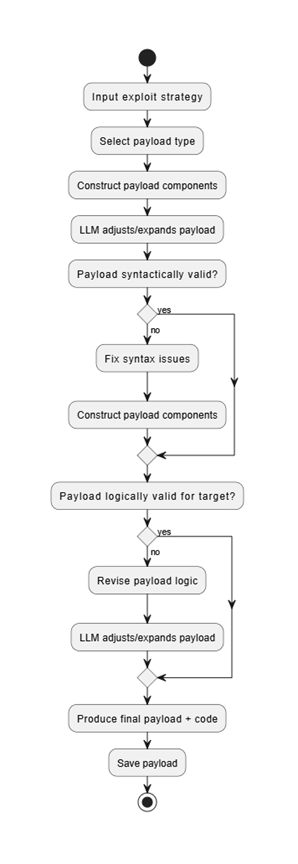 Input exploit strategy
Select payload type
Construct payload components
LLM adjusts/expands payload
Payload syntactically valid?
yes
no
Fix syntax issues
Construct payload components
Payload logically valid for target?
yes
no
Revise payload logic
LLM adjusts/expands payload
Produce final payload + code
Save payload